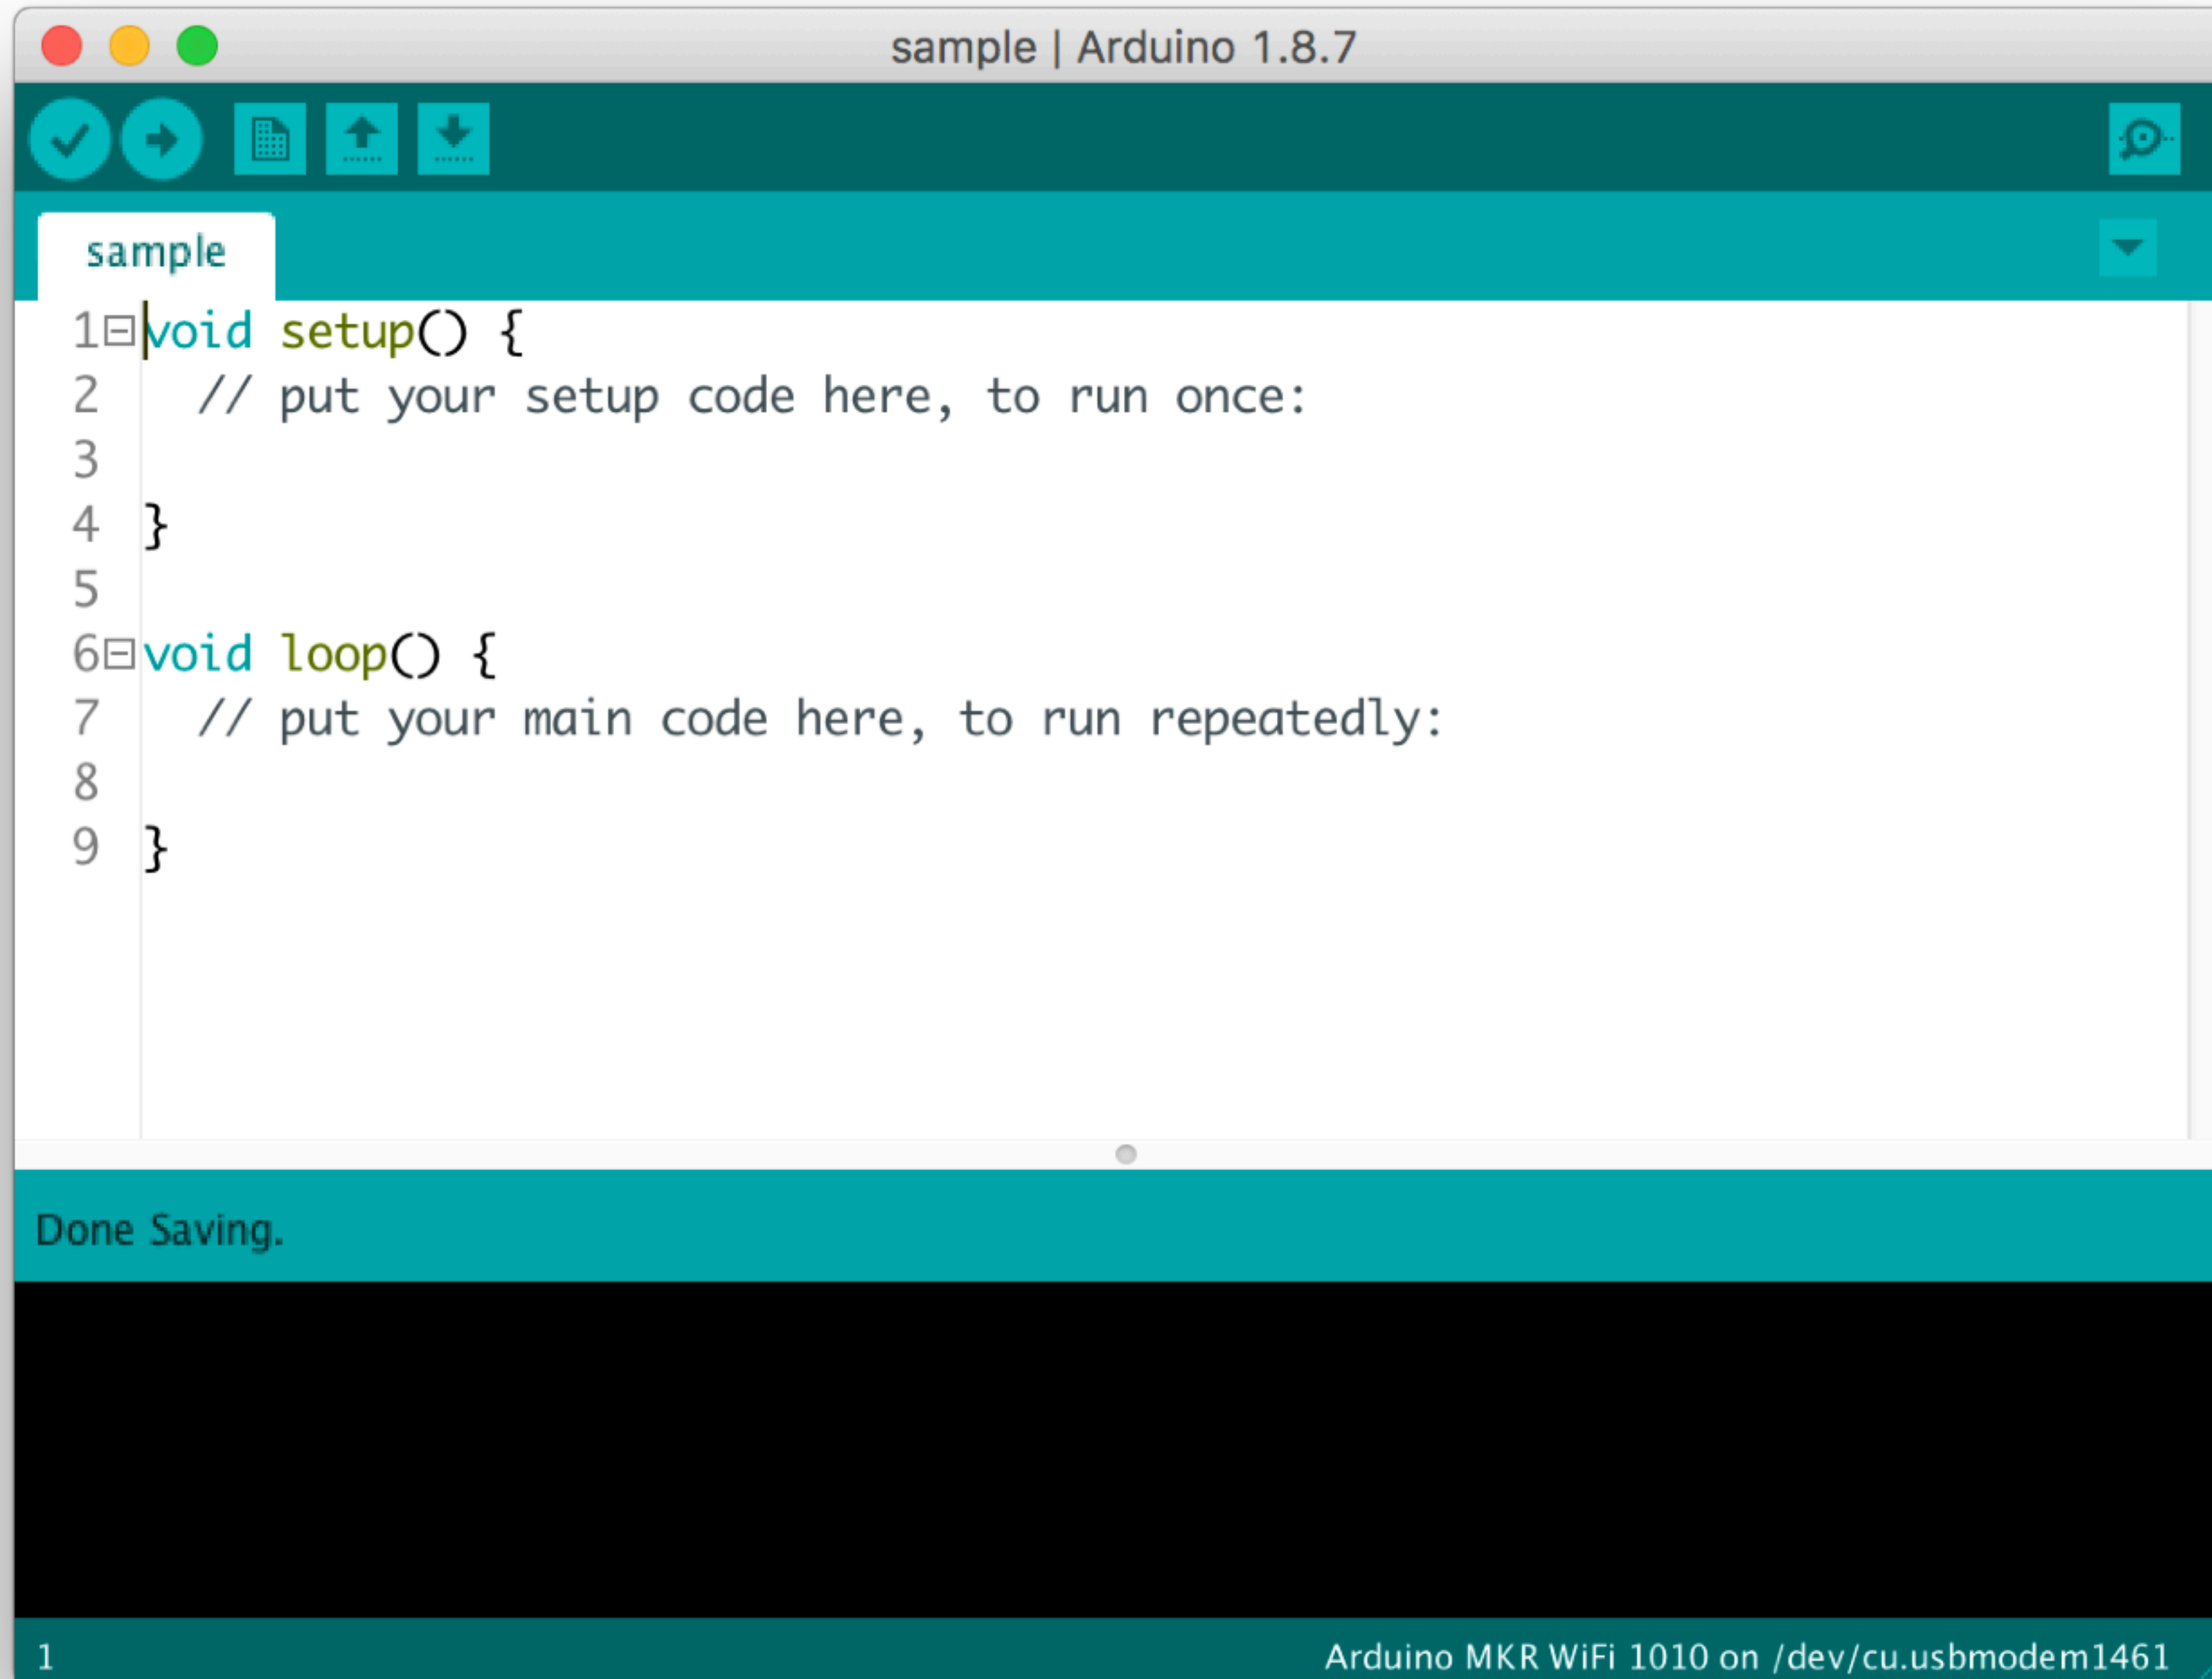 sample | Arduino 1.8.7
sample
1 void setup() {
2 // put your setup code here, to run once:
3
4 }
5
6 void loop() {
7 // put your main code here, to run repeatedly:
8
9 }
Done Saving.
1 Arduino MKR WiFi 1010 on /dev/cu.usbmodem1461